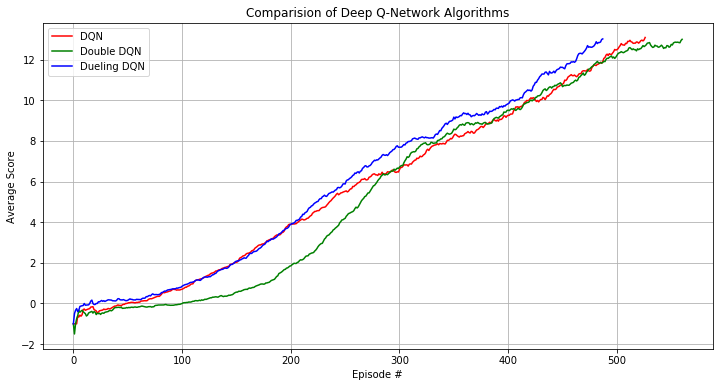 Comparision of Deep Q-Network Algorithms
DQN
Double DQN
Dueling DQN
Average Score
12
10
8
6
4
2
0
−2
0 100 200 300 400 500
Episode #